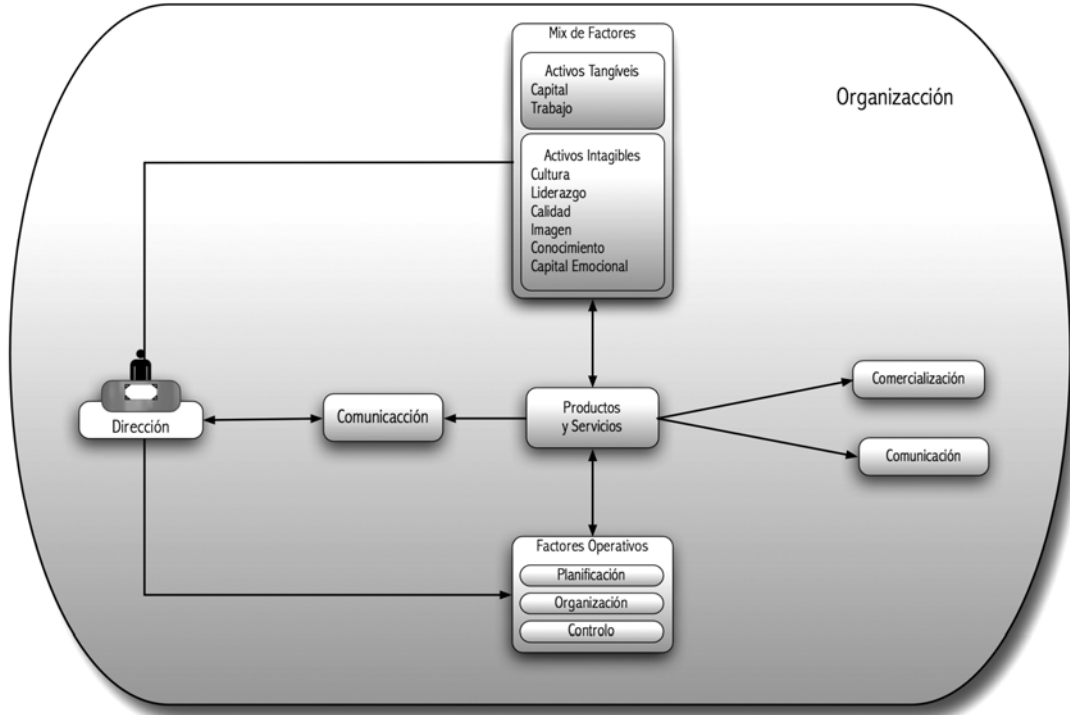 Mix de Factores
Activos Tangíveis
Capital
Trabajo
Organizacción
Activos Intagibles
Cultura
Liderazgo
Calidad
Imagen
Conocimiento
Capital Emocional
Dirección
Comunicacción
Productos
y Servicios
Comercialización
Comunicación
Factores Operativos
Planificación
Organización
Controlo